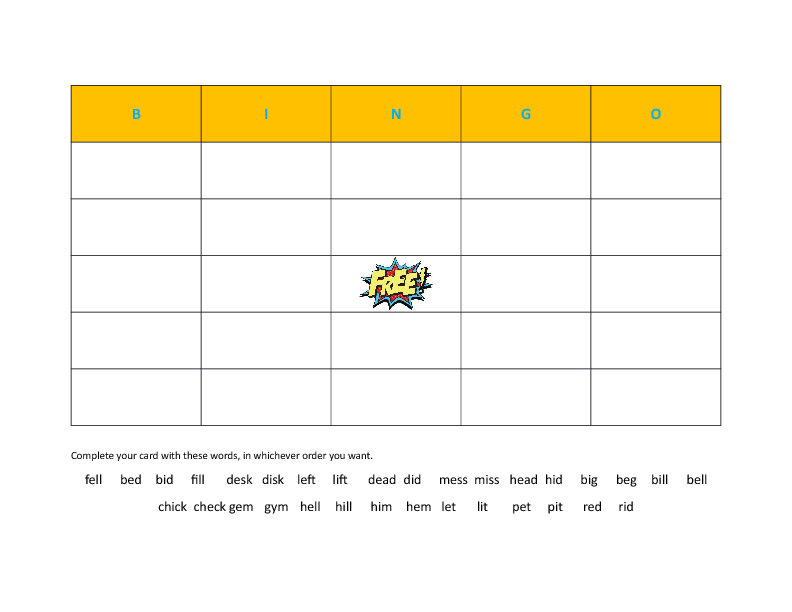 B I N G O
FREE!
Complete your card with these words, in whichever order you want.
fell bed bid fill desk disk left lift dead did mess miss head hid big beg bill bell
chick check gem gym hell hill him hem let lit pet pit red rid